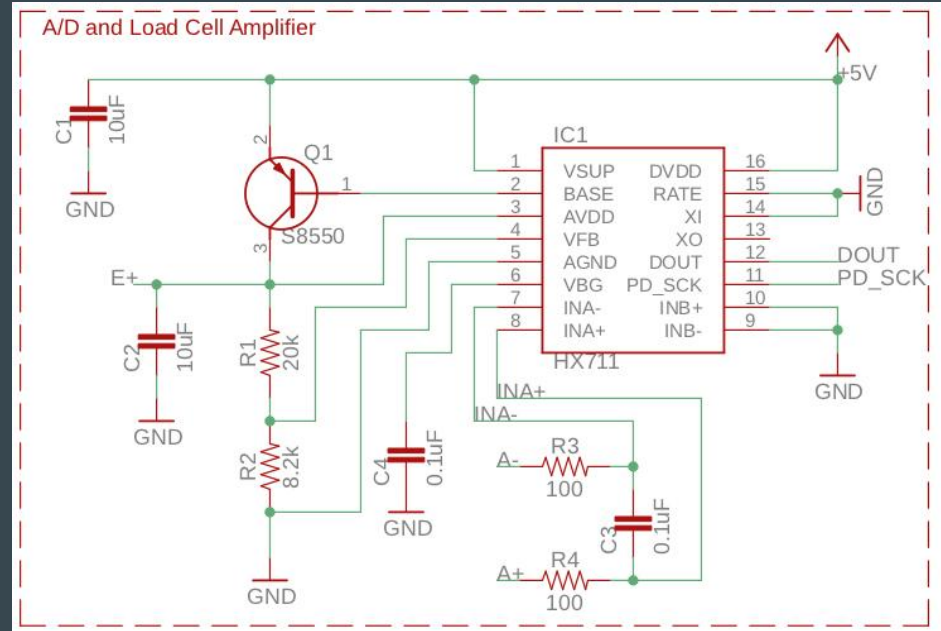 A/D and Load Cell Amplifier
+5V
C1
10uF
GND
2
Q1
1
S8550
3
E+
C2
10uF
GND
R1
20k
R2
8.2k
GND
IC1
1 VSUP DVDD 16
2 BASE RATE 15
3 AVDD XI 14
4 VFB XO 13
5 AGND DOUT 12
6 VBG PD_SCK 11
7 INA- INB+ 10
8 INA+ INB- 9
HX711
GND
DOUT
PD_SCK
GND
INA+
INA-
C4
0.1uF
GND
A-
R3
100
C3
0.1uF
A+
R4
100